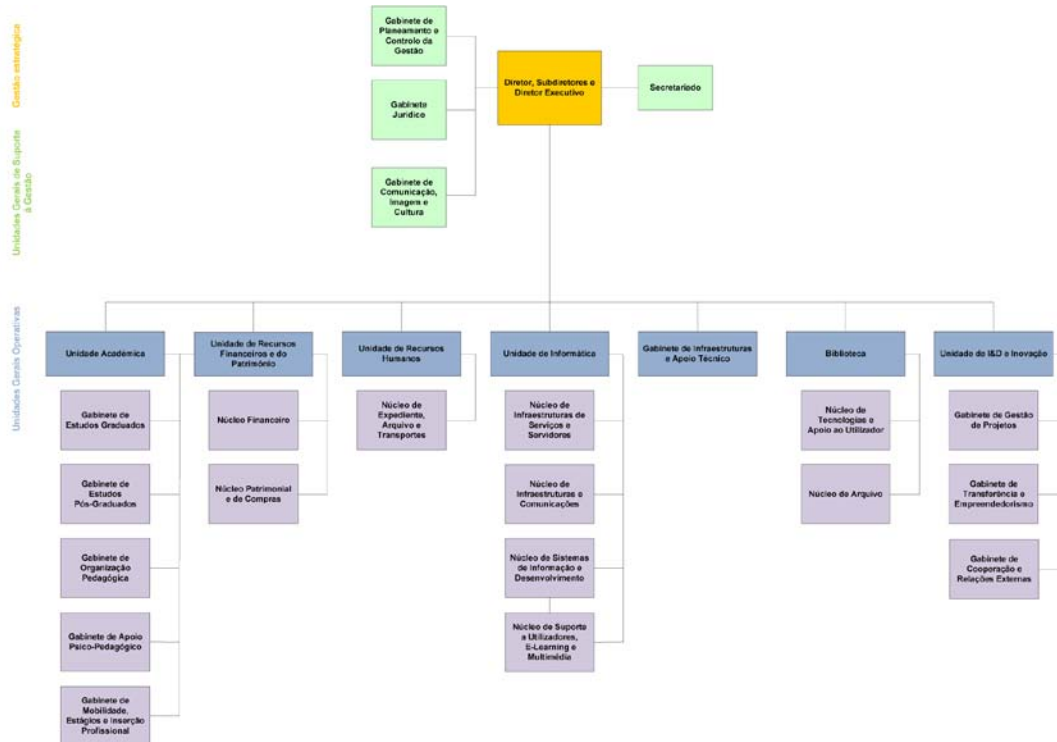 Gestão estratégica
Unidades Gerais de Suporte
à Gestão
Unidades Gerais Operativas
Gabinete de
Planeamento e
Controlo da
Gestão
Gabinete
Jurídico
Gabinete de
Comunicação,
Imagem e
Cultura
Diretor, Subdiretores e
Diretor Executivo
Secretariado
Unidade Académica
Gabinete de
Estudos Graduados
Gabinete de
Estudos
Pós-Graduados
Gabinete de
Organização
Pedagógica
Gabinete de Apoio
Psico-Pedagógico
Gabinete de
Mobilidade,
Estágios e Inserção
Profissional
Unidade de Recursos
Financeiros e do
Património
Núcleo Financeiro
Núcleo Patrimonial
e de Compras
Unidade de Recursos
Humanos
Núcleo de
Expediente,
Arquivo e
Transportes
Unidade de Informática
Núcleo de
Infraestruturas de
Serviços e
Servidores
Núcleo de
Infraestruturas e
Comunicações
Núcleo de Sistemas
de Informação e
Desenvolvimento
Núcleo de Suporte
a Utilizadores,
E-Learning e
Multimédia
Gabinete de Infraestruturas
e Apoio Técnico
Biblioteca
Núcleo de
Tecnologias e
Apoio ao Utilizador
Núcleo de Arquivo
Unidade de I&D e Inovação
Gabinete de Gestão
de Projetos
Gabinete de
Transferência e
Empreendedorismo
Gabinete de
Cooperação e
Relações Externas